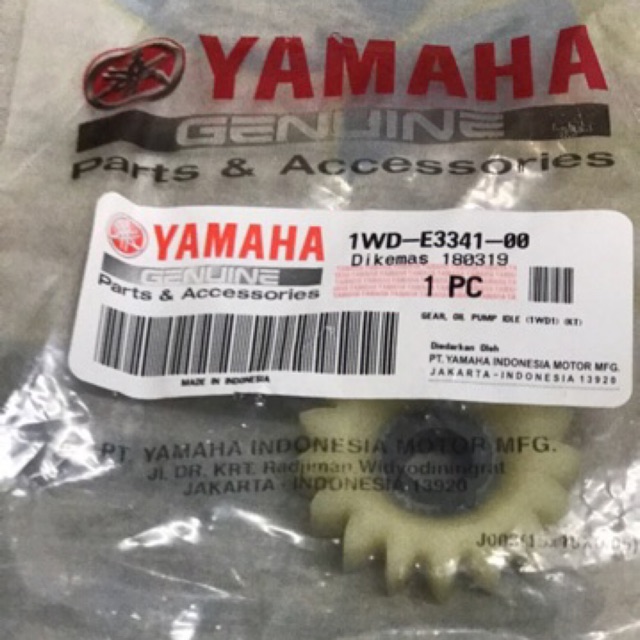 YAMAHA
GENUINE
Parts & Accessories
YAMAHA
GENUINE
Parts & Accessories
MADE IN INDONESIA
1WD-E3341-00
Dikemas 180319
1 PC
GEAR, OIL PUMP IDLE (1WD1) (KT)
Diedarkan Oleh
PT. YAMAHA INDONESIA MOTOR MFG.
JAKARTA - INDONESIA 13920
PT. YAMAHA INDONESIA MOTOR MFG.
JL. DR. KRT. Radjiman Widyodiningrat
JAKARTA - INDONESIA 13920